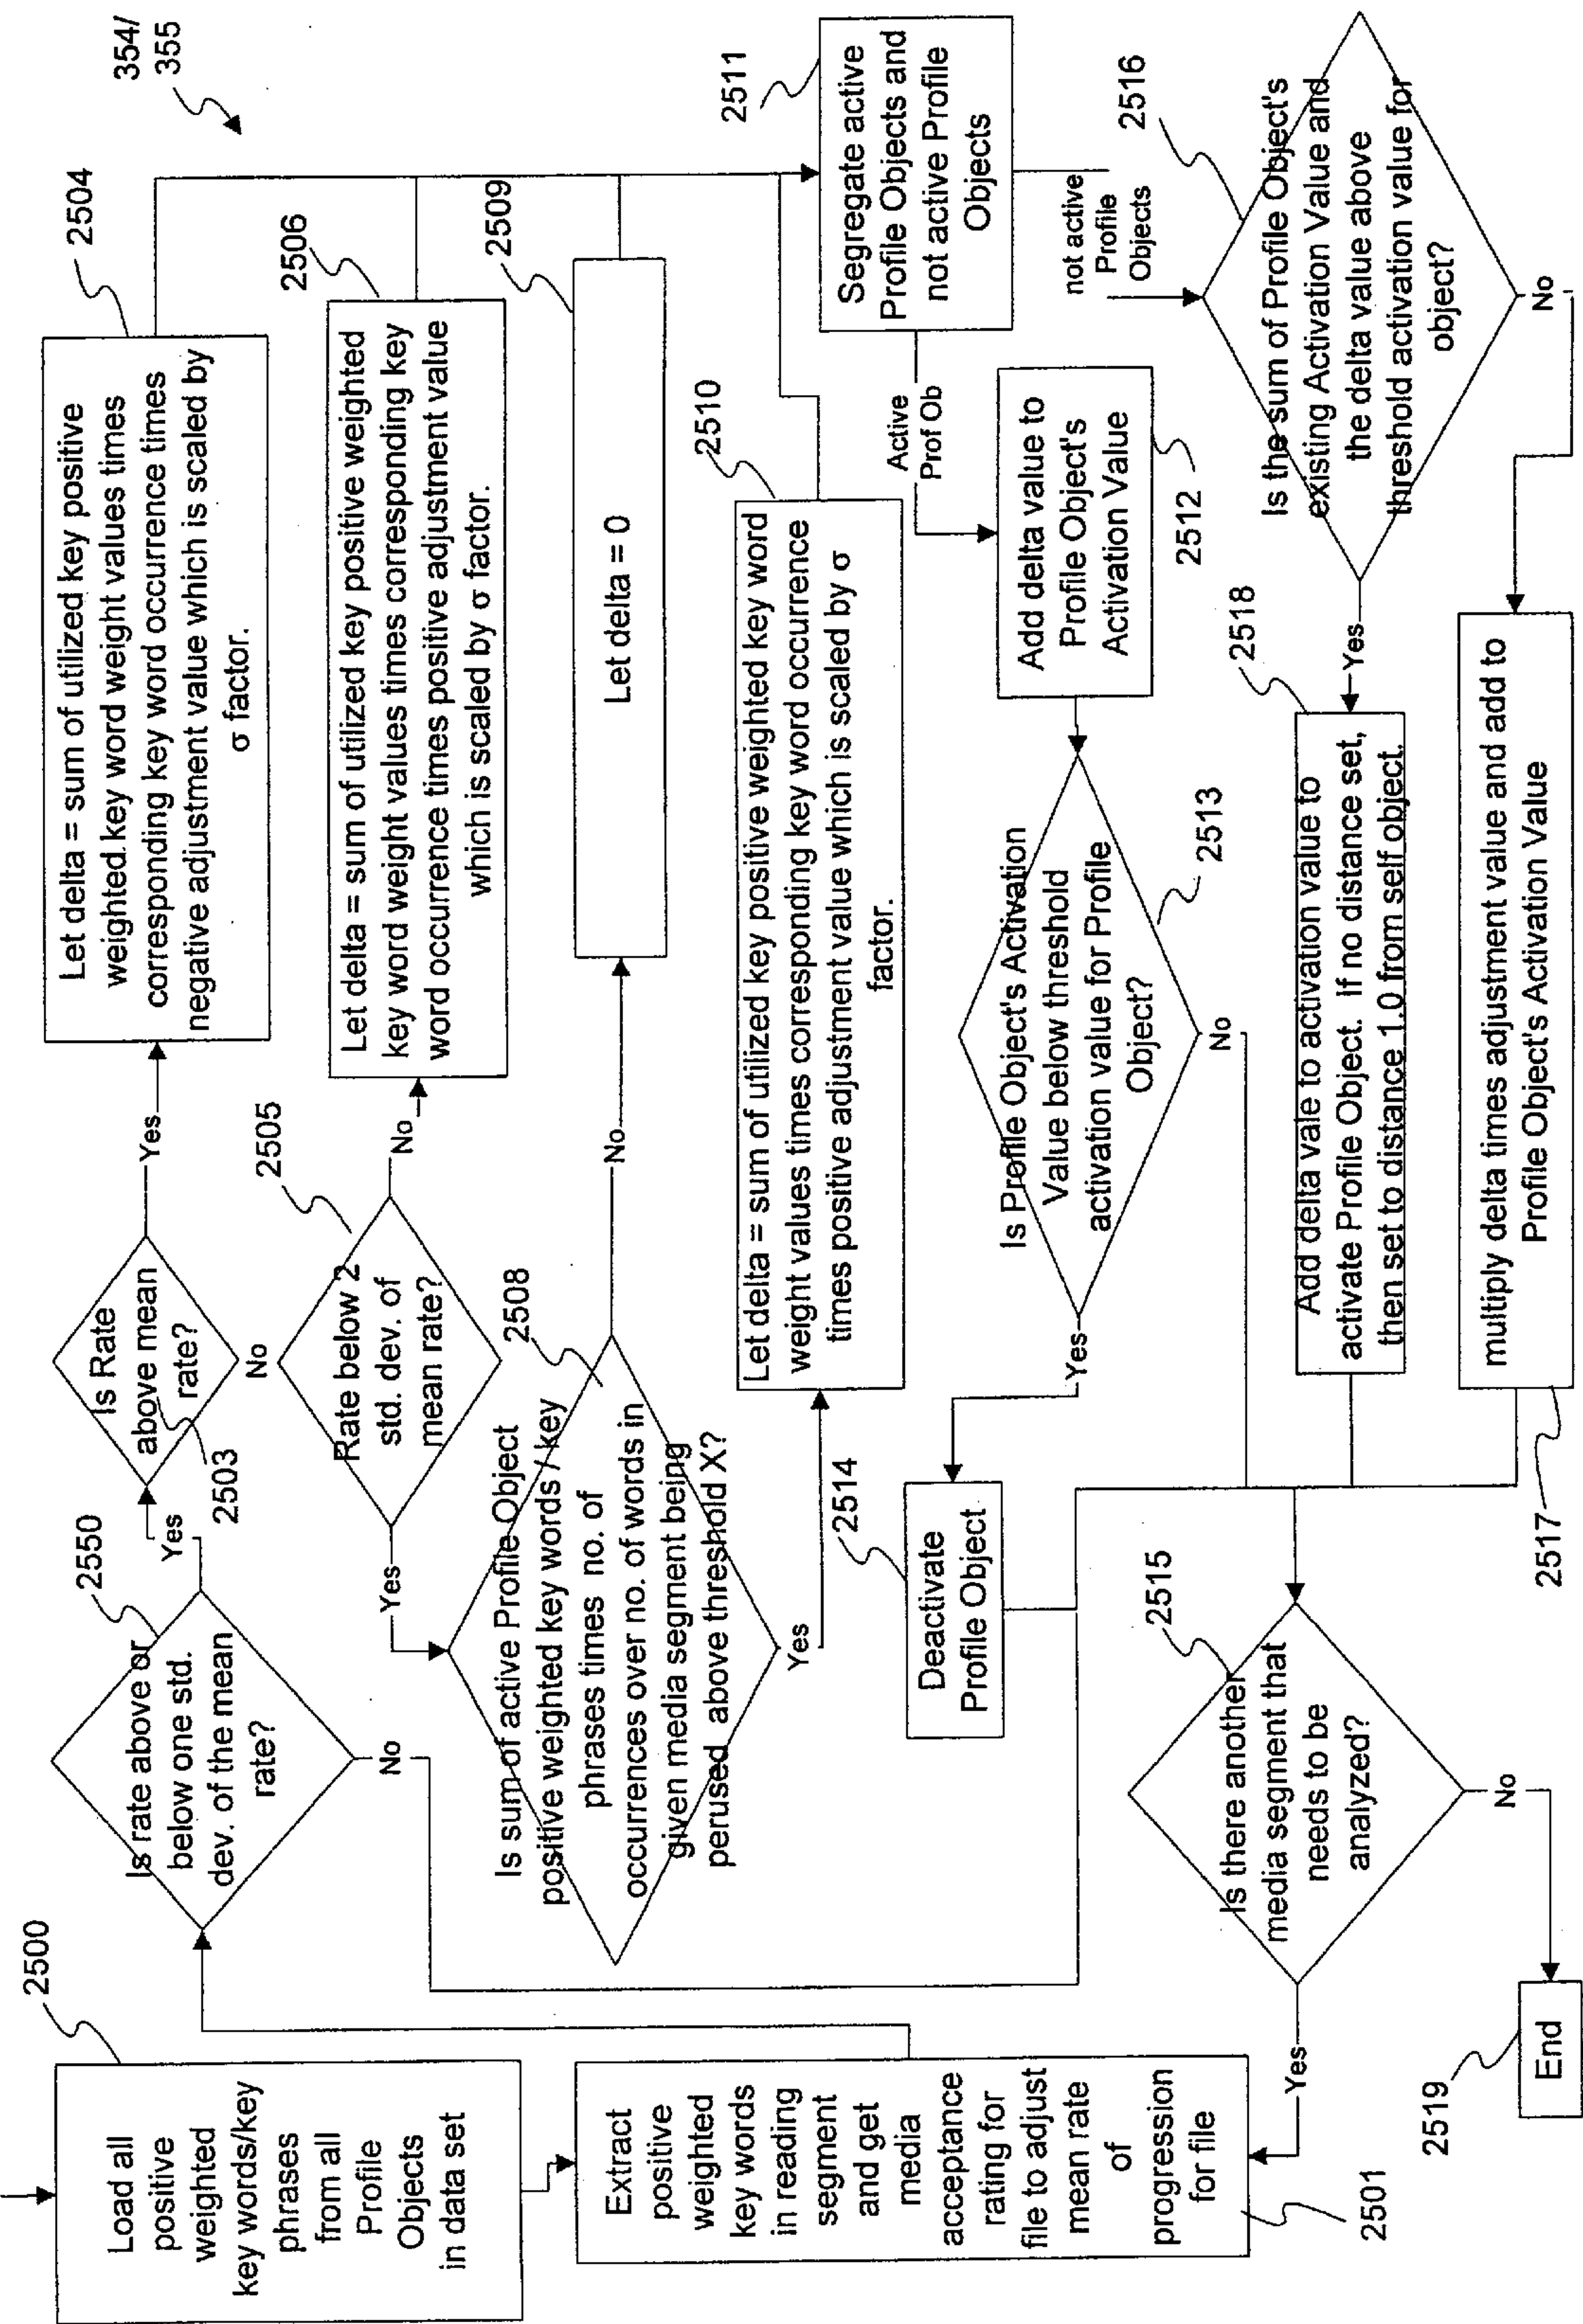 354/
355
2500
Load all
positive
weighted
key words/key
phrases
from all
Profile
Objects
in data set
Extract
positive
weighted
key words
in reading
segment
and get
media
acceptance
rating for
file to adjust
mean rate
of
progression
for file
2501
2550
Is rate above or
below one std.
dev. of the mean
rate?
Yes
No
Is Rate
above mean
rate?
2503
Yes
No
2504
Let delta = sum of utilized key positive
weighted.key word weight values times
corresponding key word occurrence times
negative adjustment value which is scaled by
σ factor.
2505
Rate below 2
std. dev. of
mean rate?
No
Yes
2506
Let delta = sum of utilized key positive weighted
key word weight values times corresponding key
word occurrence times positive adjustment value
which is scaled by σ factor.
2508
Is sum of active Profile Object
positive weighted key words / key
phrases times no. of
occurrences over no. of words in
given media segment being
perused above threshold X?
No
Yes
2509
Let delta = 0
2510
Let delta = sum of utilized key positive weighted key word
weight values times corresponding key word occurrence
times positive adjustment value which is scaled by σ
factor.
2511
Segregate active
Profile Objects and
not active Profile
Objects
Active
Prof Ob
not active
Profile
Objects
Add delta value to
Profile Object's
Activation Value
2512
Is Profile Object's Activation
Value below threshold
activation value for Profile
Object?
2513
Yes
No
2514
Deactivate
Profile Object
2516
Is the sum of Profile Object's
existing Activation Value and
the delta value above
threshold activation value for
object?
Yes
No
2518
Add delta vale to activation value to
activate Profile Object. If no distance set,
then set to distance 1.0 from self object.
multiply delta times adjustment value and add to
Profile Object's Activation Value
2517
2515
Is there another
media segment that
needs to be
analyzed?
Yes
No
2519
End